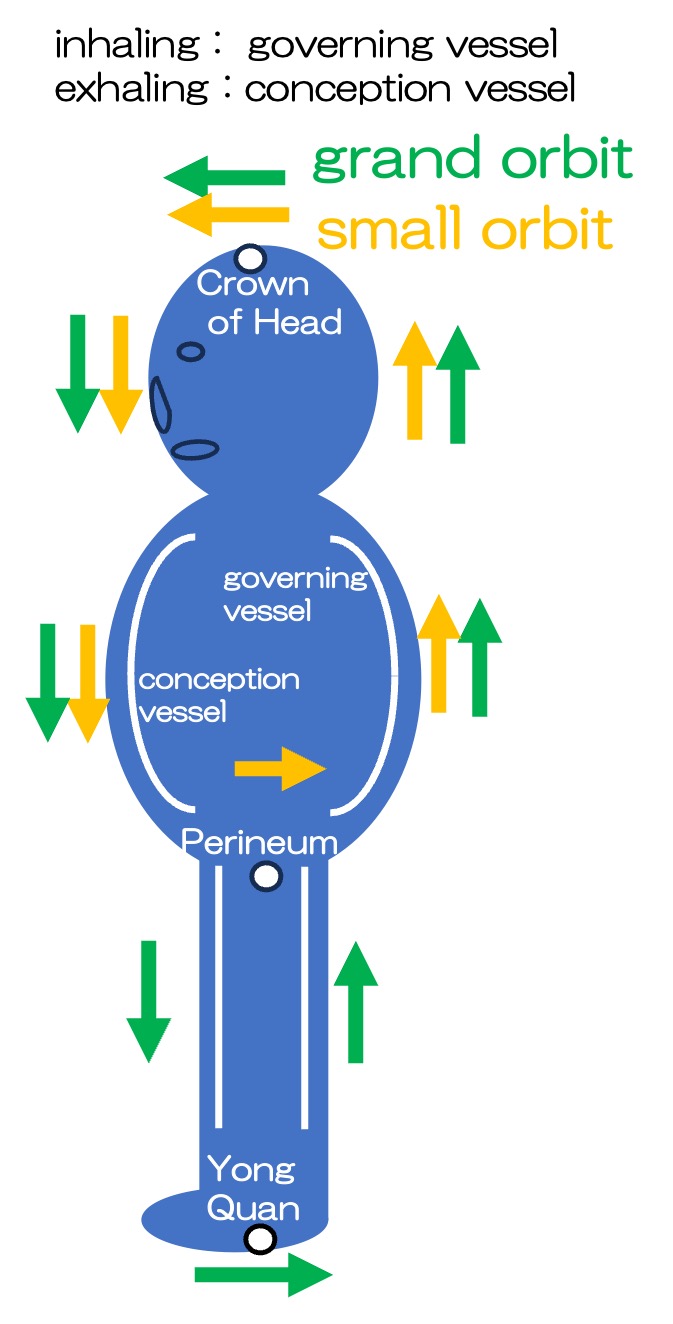 inhaling： governing vessel
exhaling：conception vessel
grand orbit
small orbit
Crown
of Head
governing
vessel
conception
vessel
Perineum
Yong
Quan